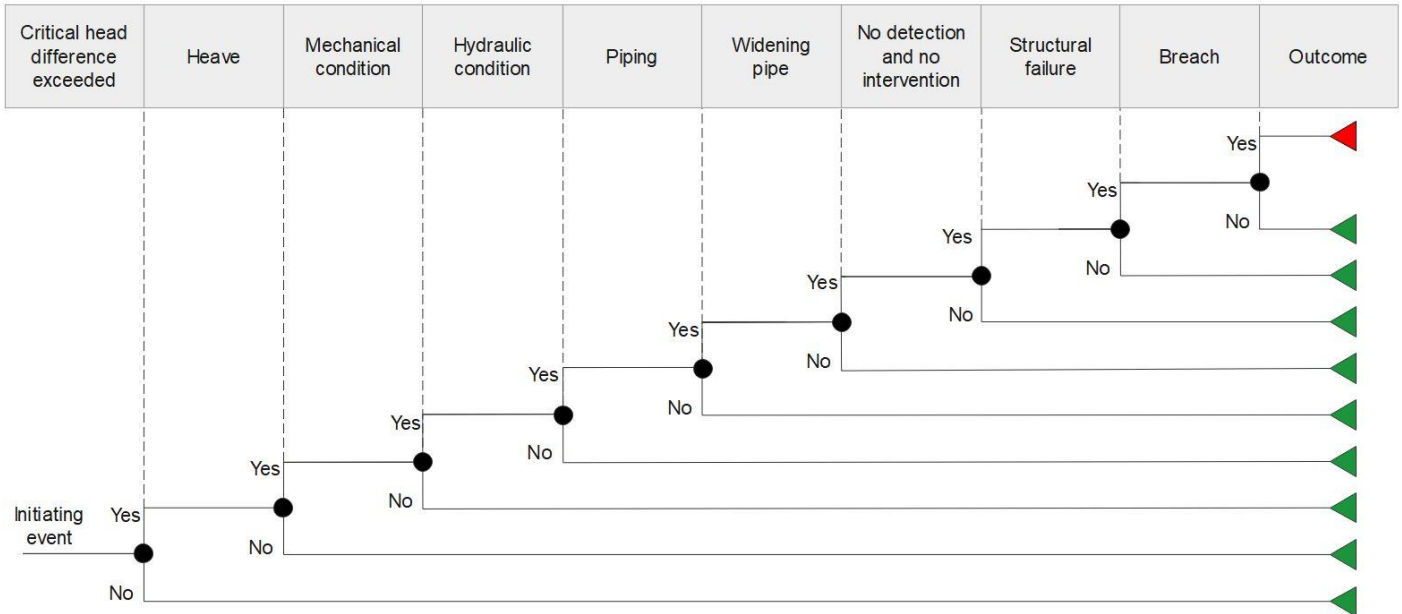 Critical head
difference
exceeded
Heave
Mechanical
condition
Hydraulic
condition
Piping
Widening
pipe
No detection
and no
intervention
Structural
failure
Breach
Outcome
Yes
Yes
No
Yes
No
Yes
No
Yes
No
Yes
No
Yes
No
Yes
No
Initiating
event
Yes
No
No